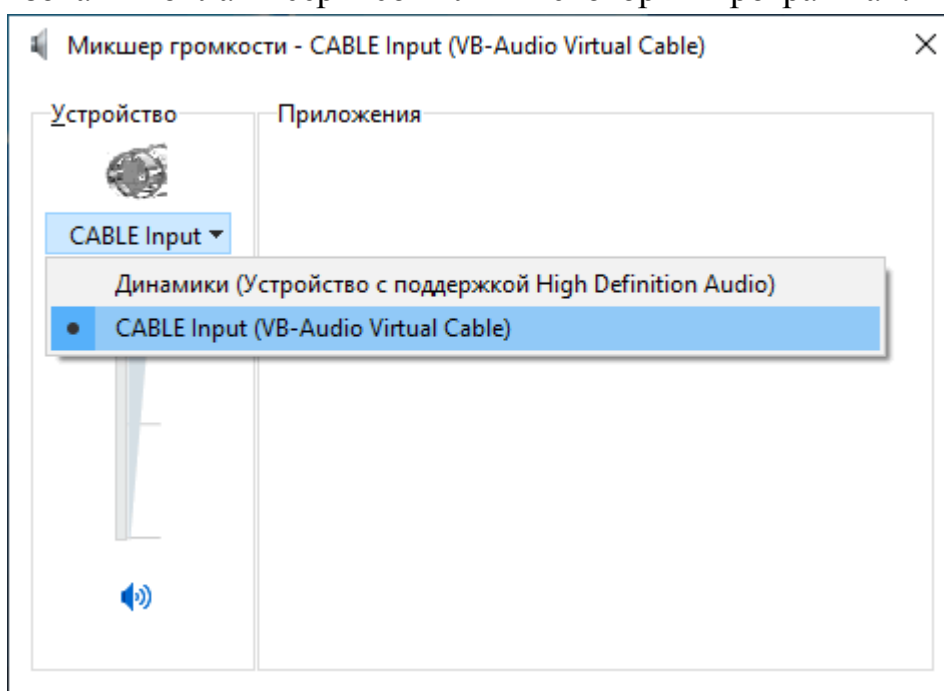 Микшер громкости - CABLE Input (VB-Audio Virtual Cable)
Устройство
Приложения
CABLE Input
Динамики (Устройство с поддержкой High Definition Audio)
CABLE Input (VB-Audio Virtual Cable)